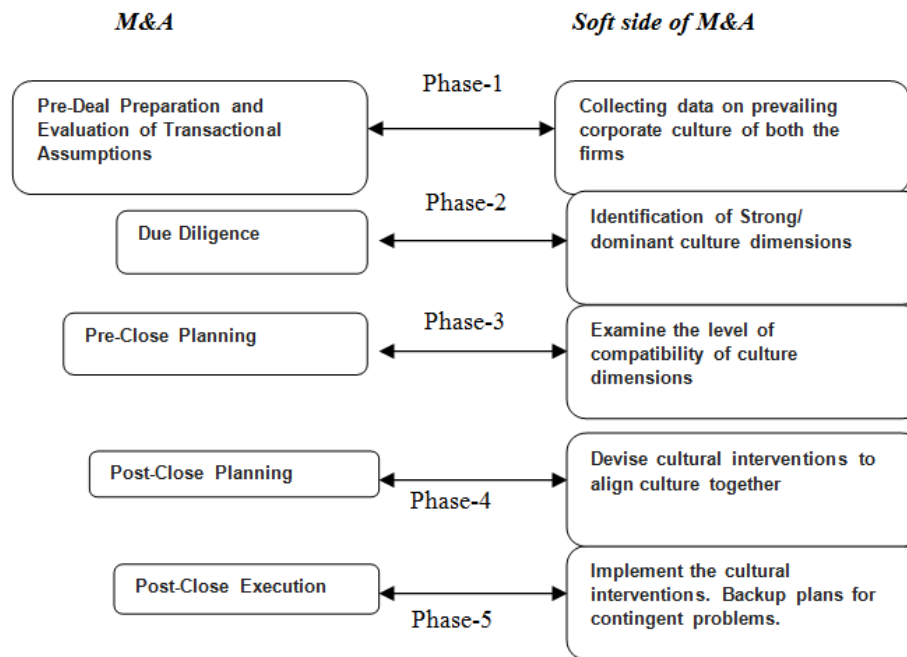 M&A
Soft side of M&A
Phase-1
Pre-Deal Preparation and
Evaluation of Transactional
Assumptions
Collecting data on prevailing
corporate culture of both the
firms
Phase-2
Due Diligence
Identification of Strong/
dominant culture dimensions
Phase-3
Pre-Close Planning
Examine the level of
compatibility of culture
dimensions
Post-Close Planning
Devise cultural interventions to
align culture together
Phase-4
Post-Close Execution
Implement the cultural
interventions. Backup plans for
contingent problems.
Phase-5